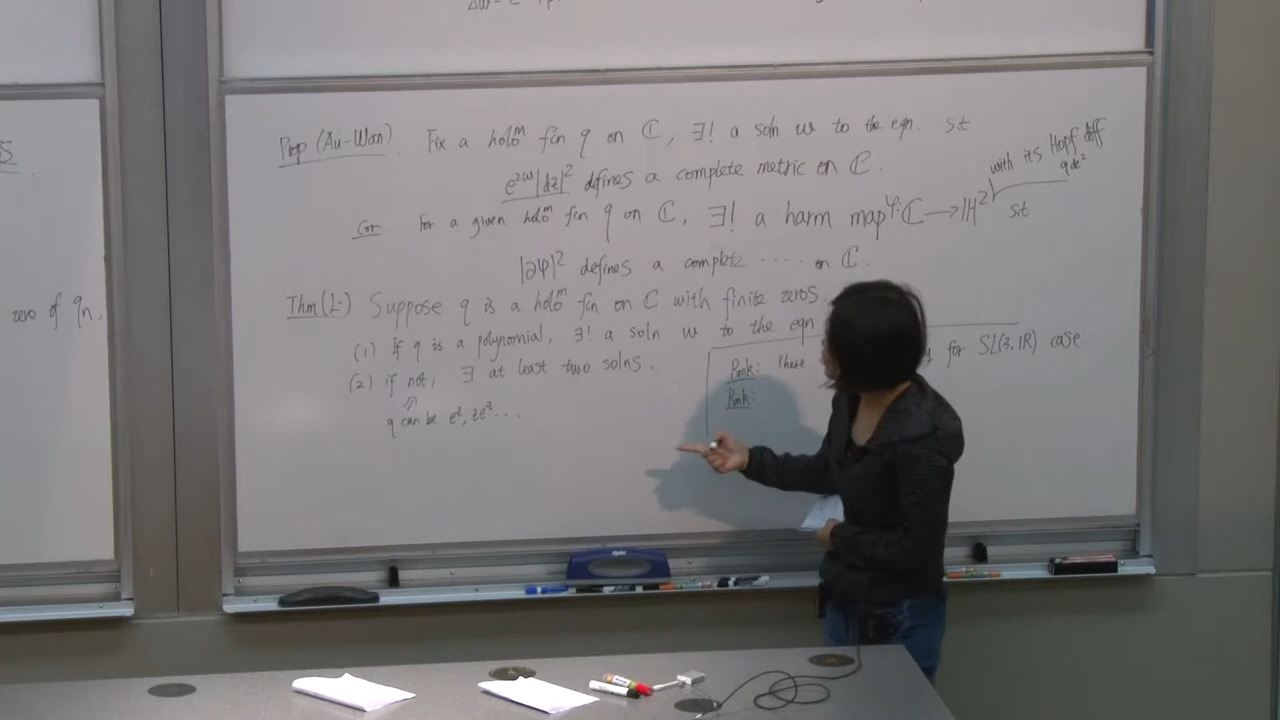 Prop (Au-Wan). Fix a holo^m fcn q on ℂ, ∃! a soln w to the eqn. s.t
e^{2w}|dz|^2 defines a complete metric on ℂ.
with its Hopf diff
q dz^2
Cor For a given holo^m fcn q on ℂ, ∃! a harm map φ: ℂ → ℍ^2 s.t
|∂φ|^2 defines a complete ···· on ℂ.
Thm (L-) Suppose q is a holo^m fcn on ℂ with finite zeros
(1) If q is a polynomial, ∃! a soln w to the eqn
(2) if not, ∃ at least two solns.
q can be e^z, ze^z...
Rmk: There for SL(3,ℝ) case
Rmk:
zero of q_n.